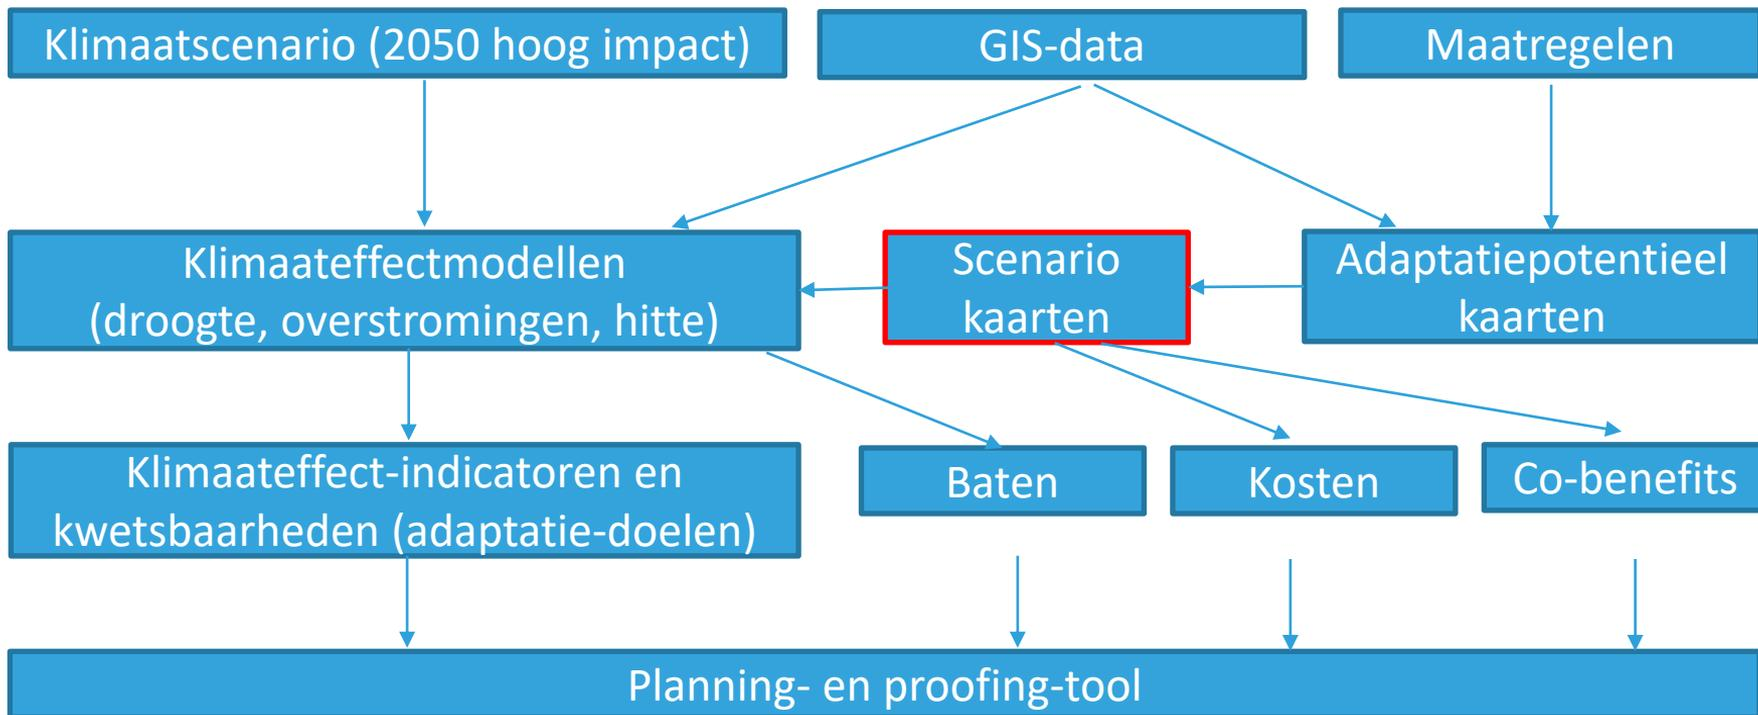 Klimaatscenario (2050 hoog impact)
GIS-data
Maatregelen
Klimaateffectmodellen
(droogte, overstromingen, hitte)
Scenario
kaarten
Adaptatiepotentieel
kaarten
Klimaateffect-indicatoren en
kwetsbaarheden (adaptatie-doelen)
Baten
Kosten
Co-benefits
Planning- en proofing-tool